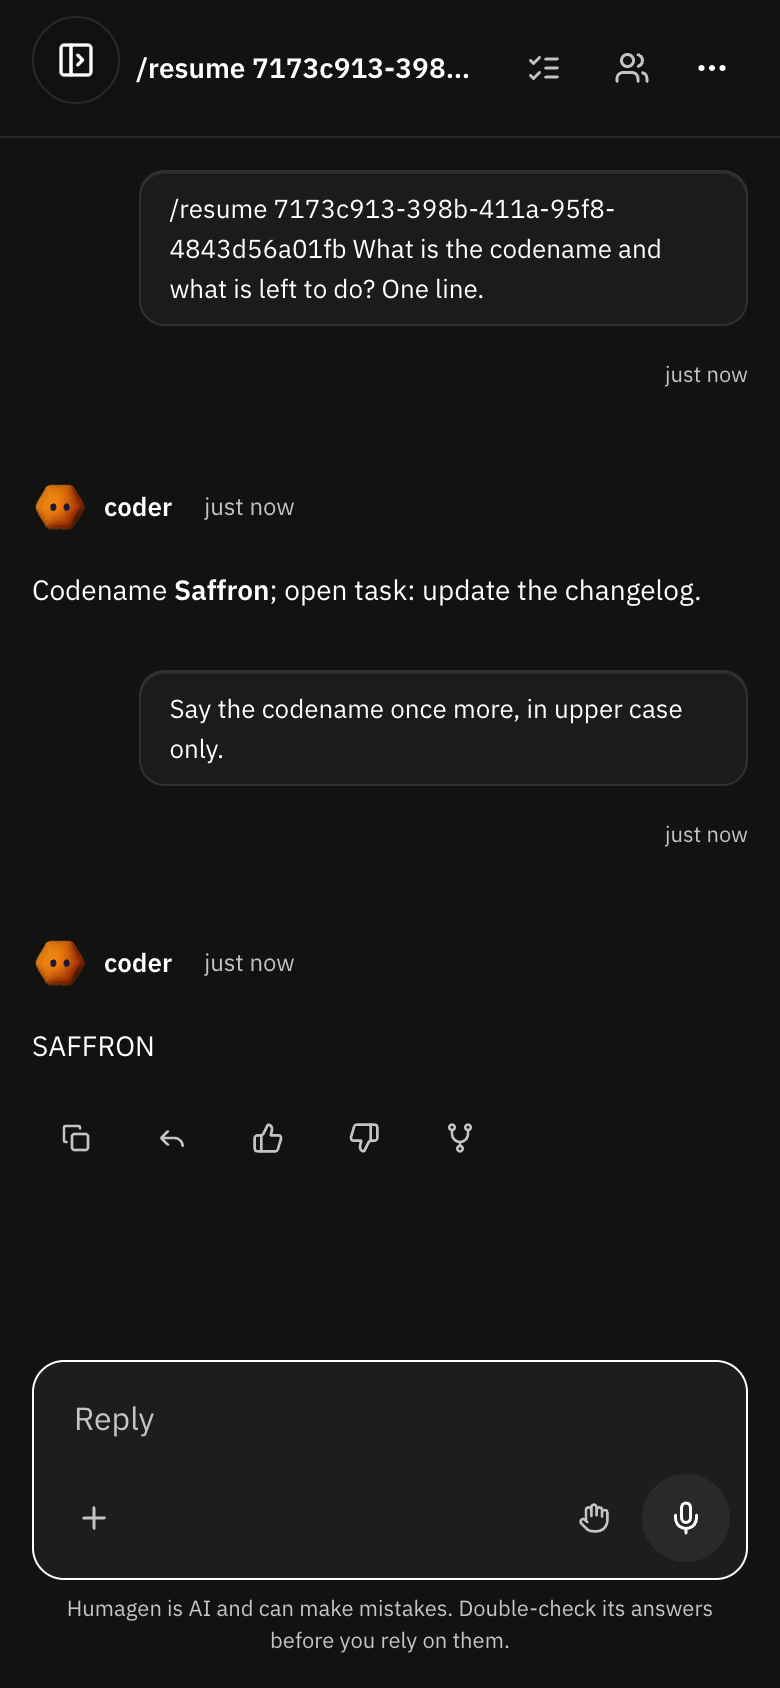 /resume 7173c913-398...
/resume 7173c913-398b-411a-95f8-
4843d56a01fb What is the codename and
what is left to do? One line.
just now
coder just now
Codename Saffron; open task: update the changelog.
Say the codename once more, in upper case
only.
just now
coder just now
SAFFRON
Reply
Humagen is AI and can make mistakes. Double-check its answers
before you rely on them.